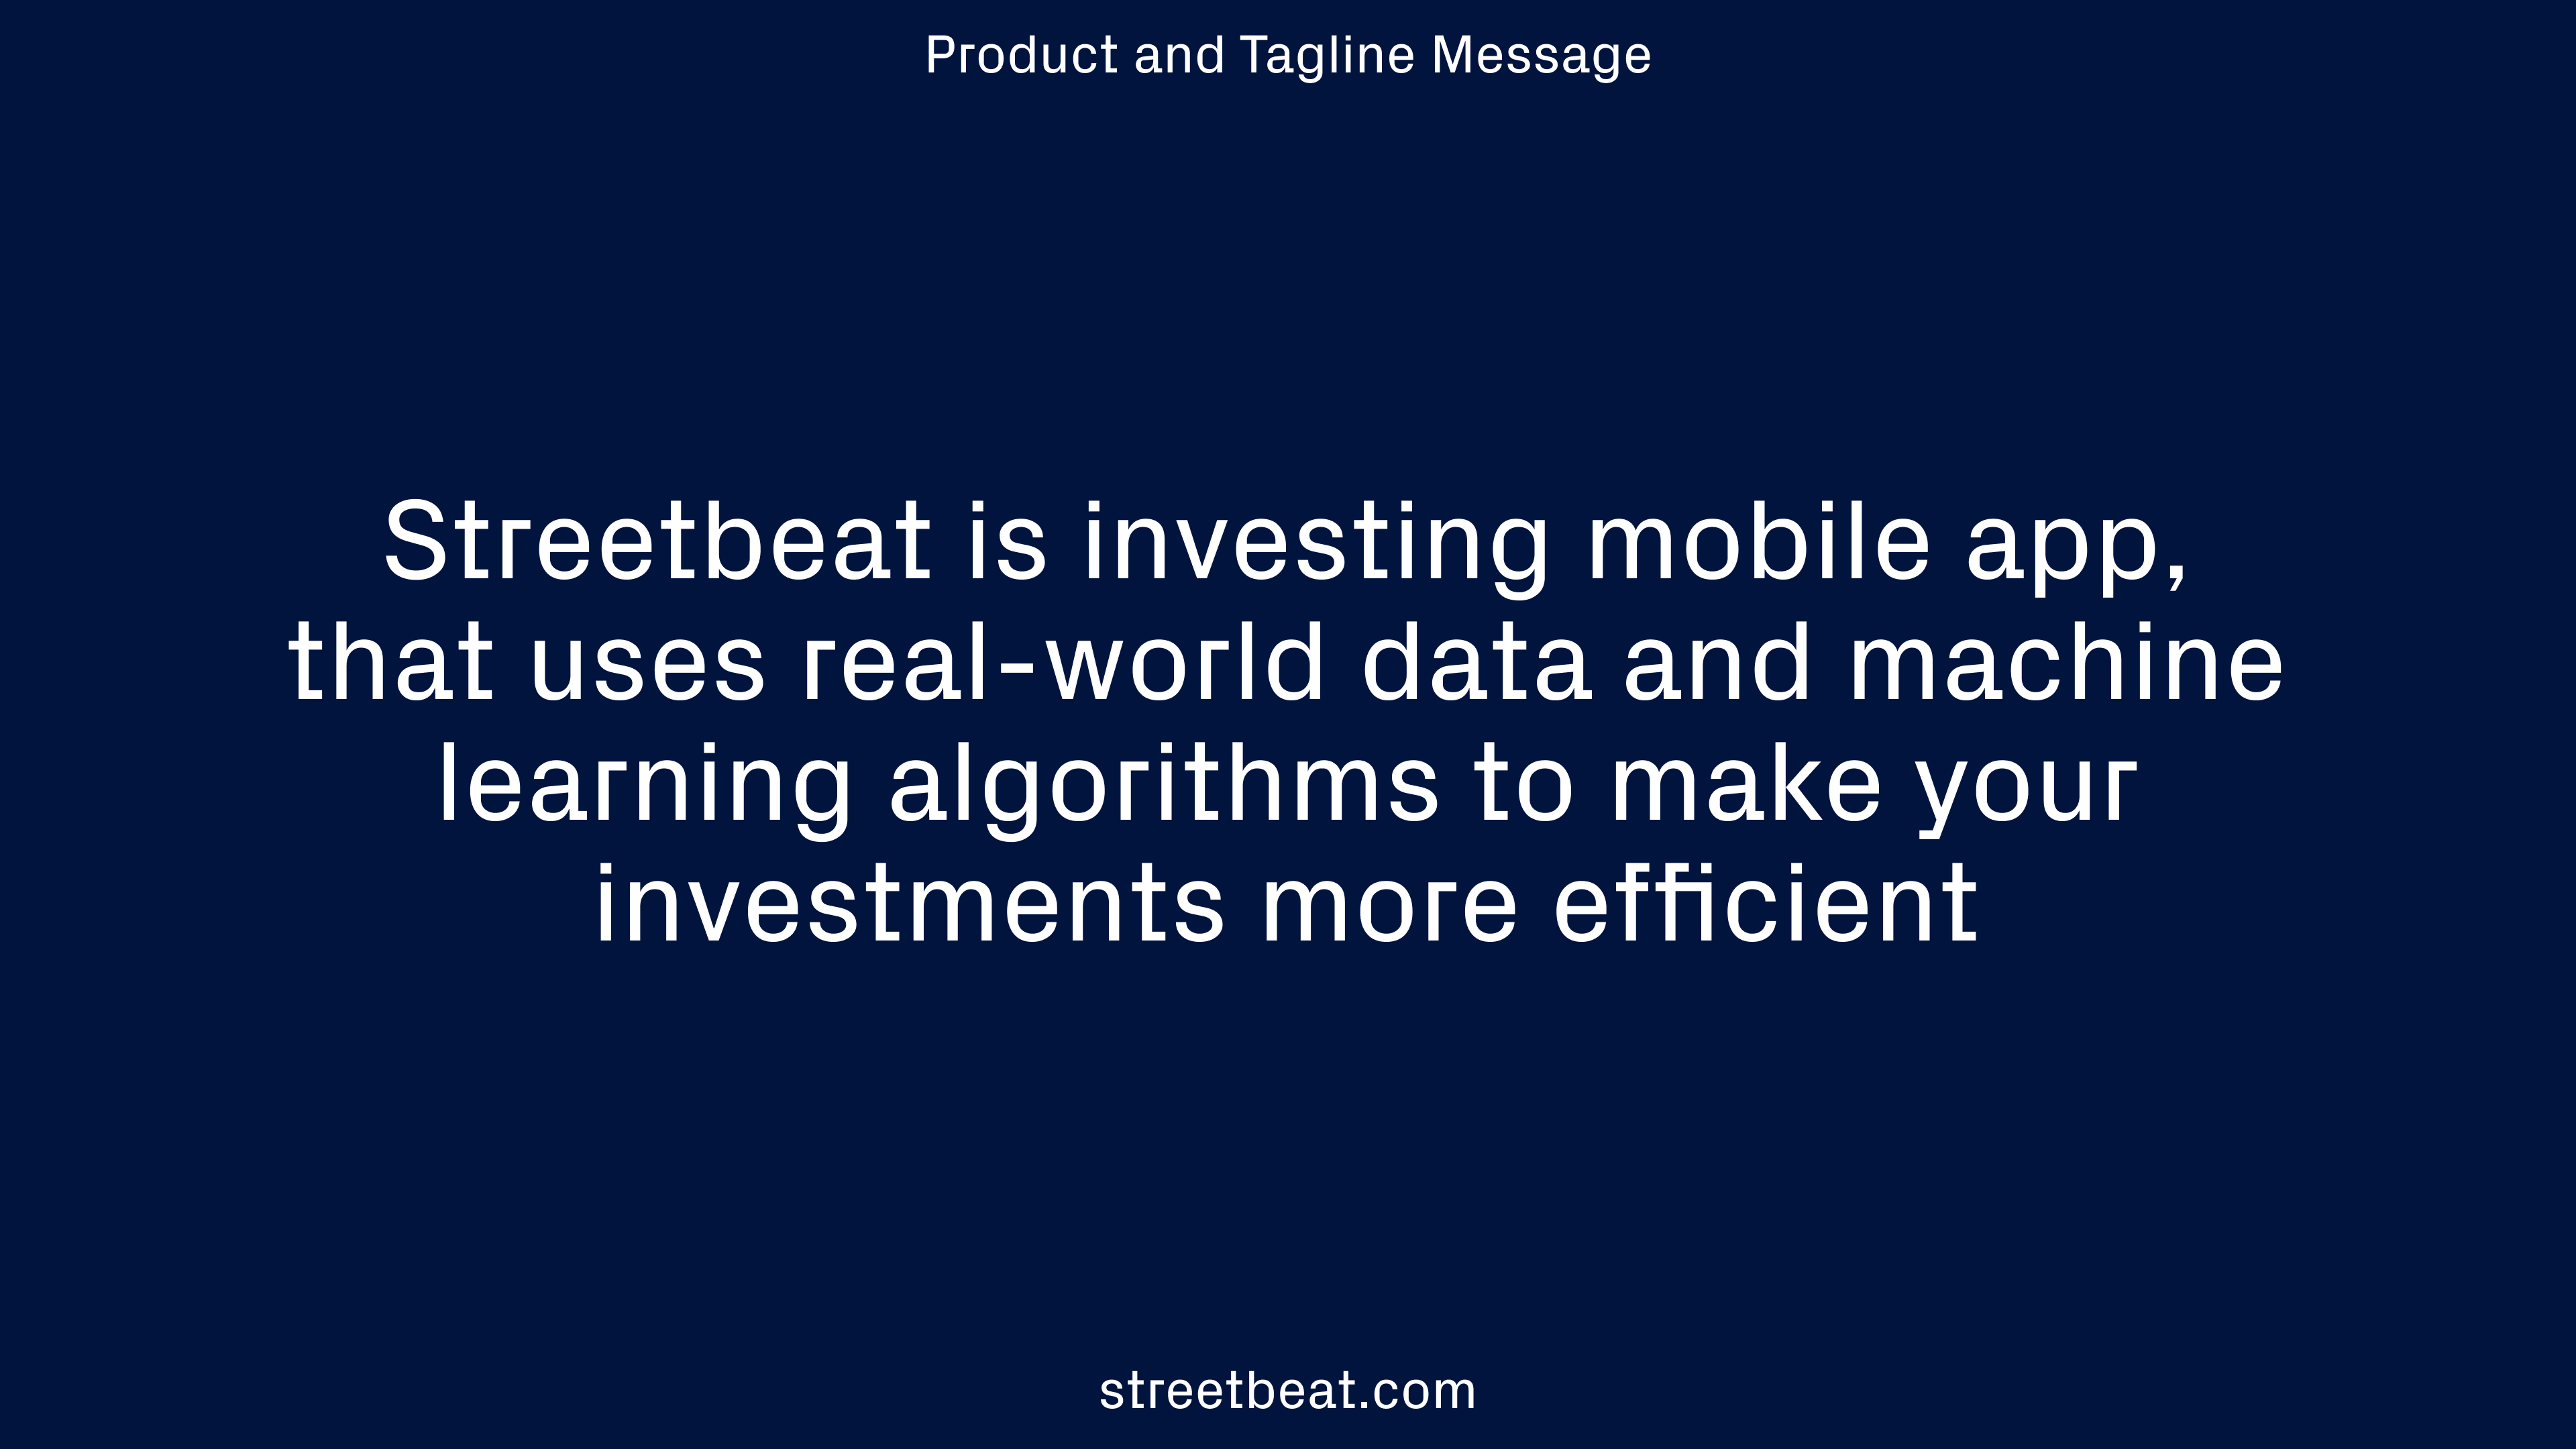 Product and Tagline Message
Streetbeat is investing mobile app,
that uses real-world data and machine
learning algorithms to make your
investments more efficient
streetbeat.com